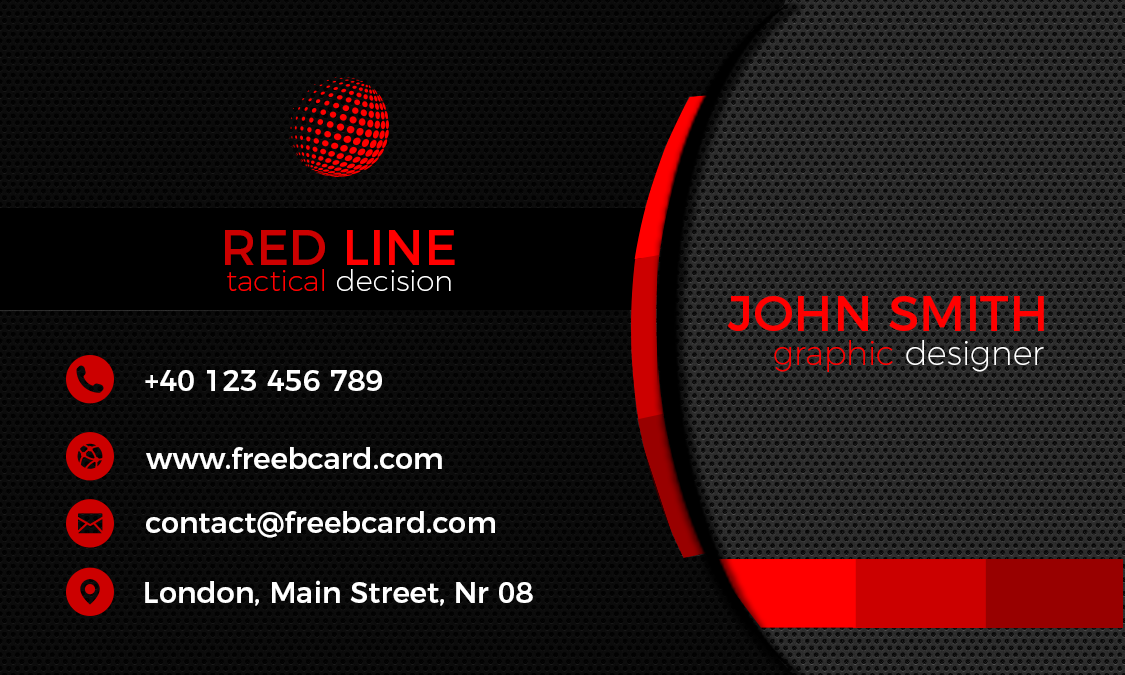 RED LINE
tactical decision
+40 123 456 789
www.freebcard.com
contact@freebcard.com
London, Main Street, Nr 08
JOHN SMITH
graphic designer